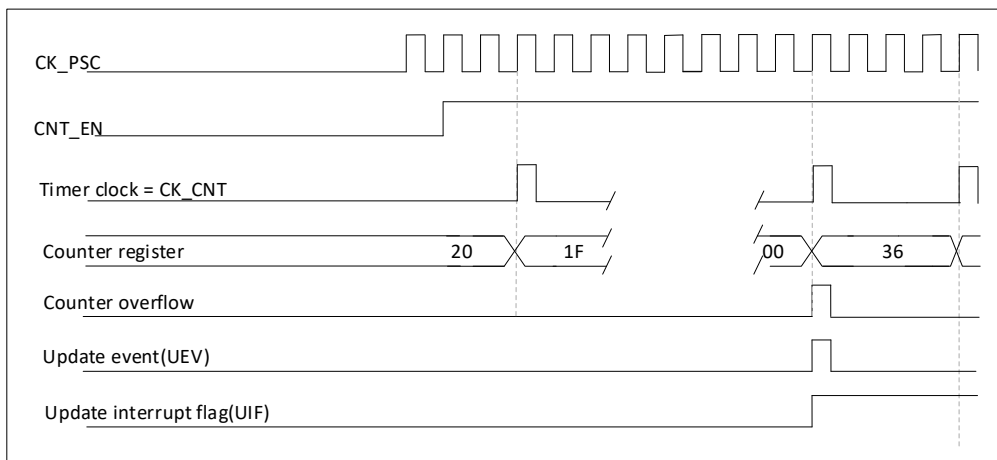 CK_PSC
CNT_EN
Timer clock = CK_CNT
Counter register 20 1F 00 36
Counter overflow
Update event(UEV)
Update interrupt flag(UIF)